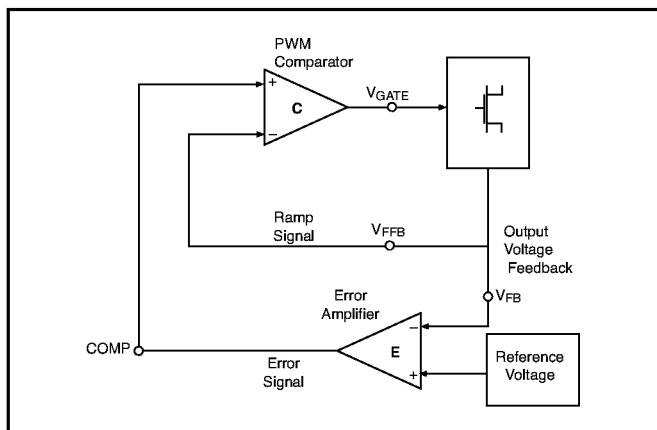 PWM
Comparator
+
C
−
VGATE
Ramp
Signal
VFFB
Output
Voltage
Feedback
VFB
Error
Amplifier
−
E
+
COMP
Error
Signal
Reference
Voltage